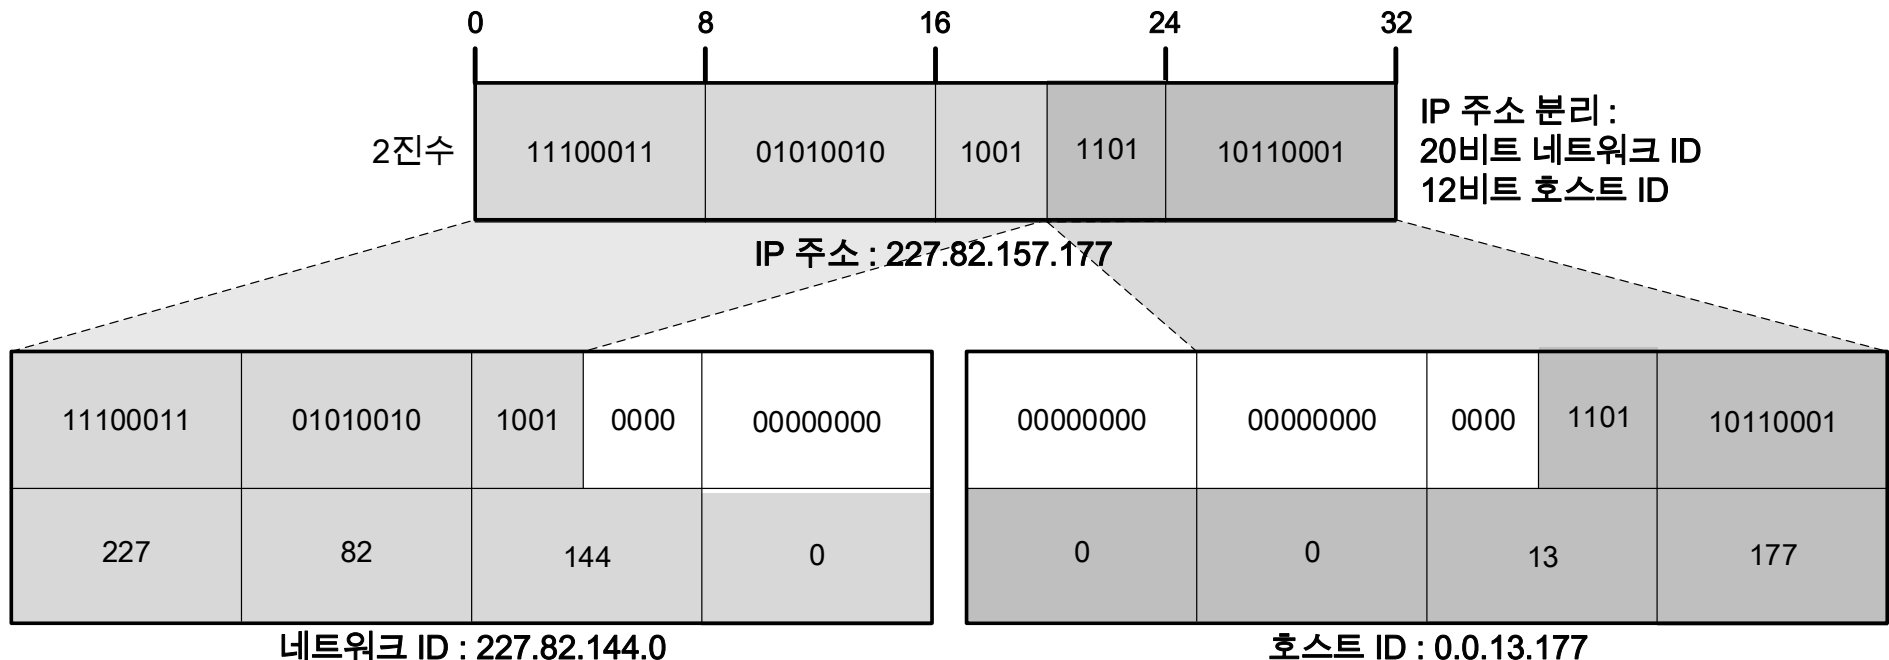 0 8 16 24 32
2진수 11100011 01010010 1001 1101 10110001
IP 주소 분리 :
20비트 네트워크 ID
12비트 호스트 ID
IP 주소 : 227.82.157.177
11100011 01010010 1001 0000 00000000
227 82 144 0
네트워크 ID : 227.82.144.0
00000000 00000000 0000 1101 10110001
0 0 13 177
호스트 ID : 0.0.13.177